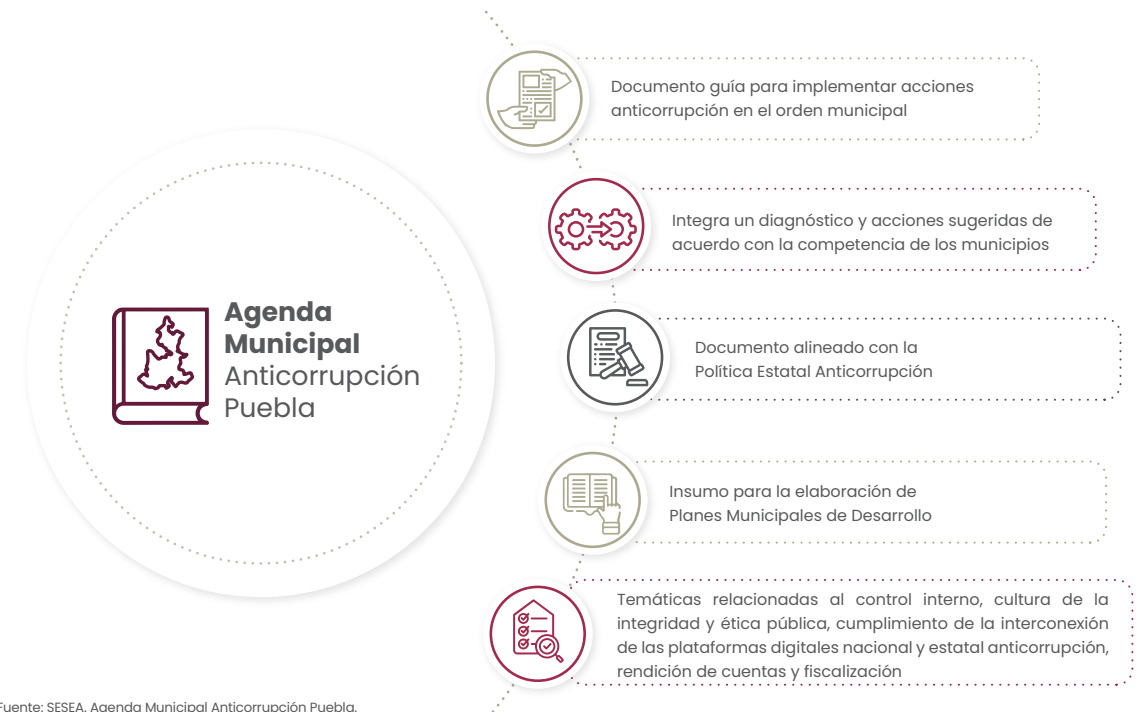 Agenda
Municipal
Anticorrupción
Puebla
Documento guía para implementar acciones
anticorrupción en el orden municipal
Integra un diagnóstico y acciones sugeridas de
acuerdo con la competencia de los municipios
Documento alineado con la
Política Estatal Anticorrupción
Insumo para la elaboración de
Planes Municipales de Desarrollo
Temáticas relacionadas al control interno, cultura de la
integridad y ética pública, cumplimiento de la interconexión
de las plataformas digitales nacional y estatal anticorrupción,
rendición de cuentas y fiscalización
Fuente: SESEA. Agenda Municipal Anticorrupción Puebla.